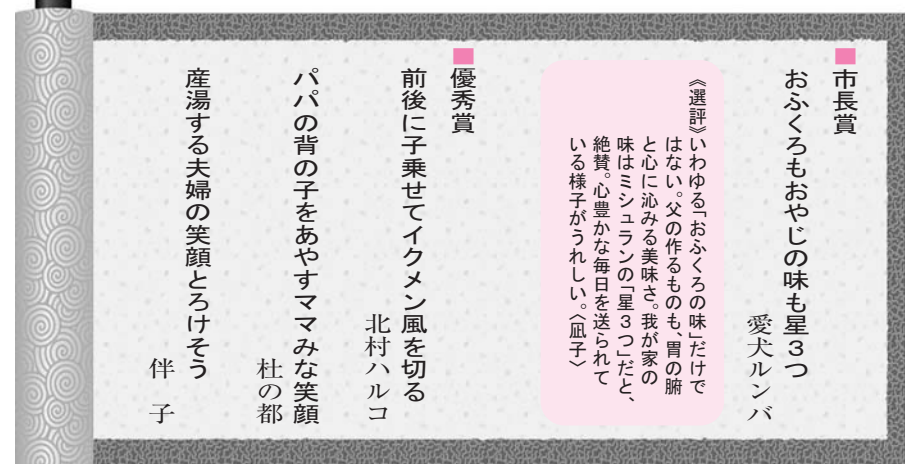 ■市長賞
おふくろもおやじの味も星３つ
愛犬ルンバ
《選評》いわゆる「おふくろの味」だけで
はない。父の作るものも、胃の腑
と心に沁みる美味さ。我が家の
味はミシュランの「星３つ」だと、
絶賛。心豊かな毎日を送られて
いる様子がうれしい。〈凪子〉
■優秀賞
前後に子乗せてイクメン風を切る
北村ハルコ
パパの背の子をあやすママみな笑顔
杜の都
産湯する夫婦の笑顔とろけそう
伴　子